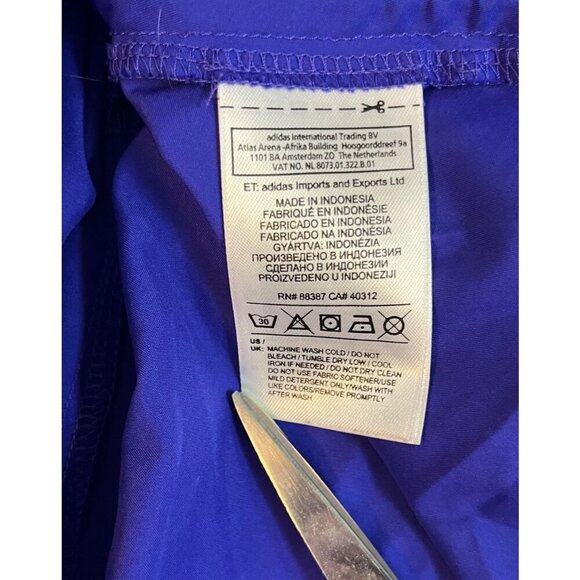 adidas International Trading BV
Atlas Arena -Afrika Building Hoogoorddreef 9a
1101 BA Amsterdam ZO The Netherlands
VAT NO. NL 8073.01.322.B.01
ET: adidas Imports and Exports Ltd
MADE IN INDONESIA
FABRIQUÉ EN INDONÉSIE
FABRICADO EN INDONESIA
FABRICADO NA INDONÉSIA
GYÁRTVA: INDONÉZIA
ПРОИЗВЕДЕНО В ИНДОНЕЗИЯ
СДЕЛАНО В ИНДОНЕЗИИ
PROIZVEDENO U INDONEZIJI
RN# 88387 CA# 40312
30
US /
UK: MACHINE WASH COLD / DO NOT
BLEACH / TUMBLE DRY LOW / COOL
IRON IF NEEDED / DO NOT DRY CLEAN
DO NOT USE FABRIC SOFTENER/USE
MILD DETERGENT ONLY/WASH WITH
LIKE COLORS/REMOVE PROMPTLY
AFTER WASH